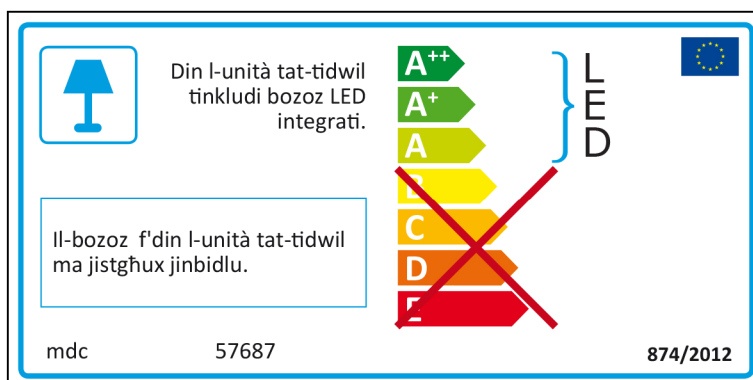 Din l-unità tat-tidwil
tinkludi bozoz LED
integrati.
A++
A+
A
B
C
D
E
L
E
D
Il-bozoz f'din l-unità tat-tidwil
ma jistgħux jinbidlu.
mdc 57687
874/2012